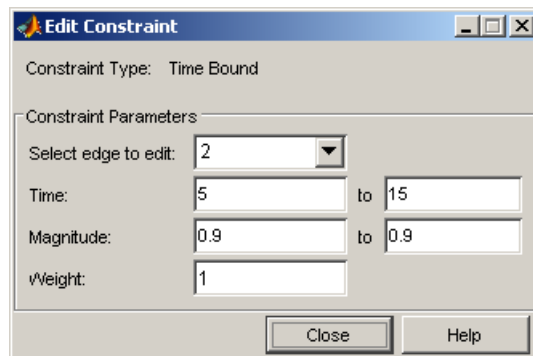 Edit Constraint
Constraint Type: Time Bound
Constraint Parameters
Select edge to edit: 2
Time: 5 to 15
Magnitude: 0.9 to 0.9
Weight: 1
Close Help